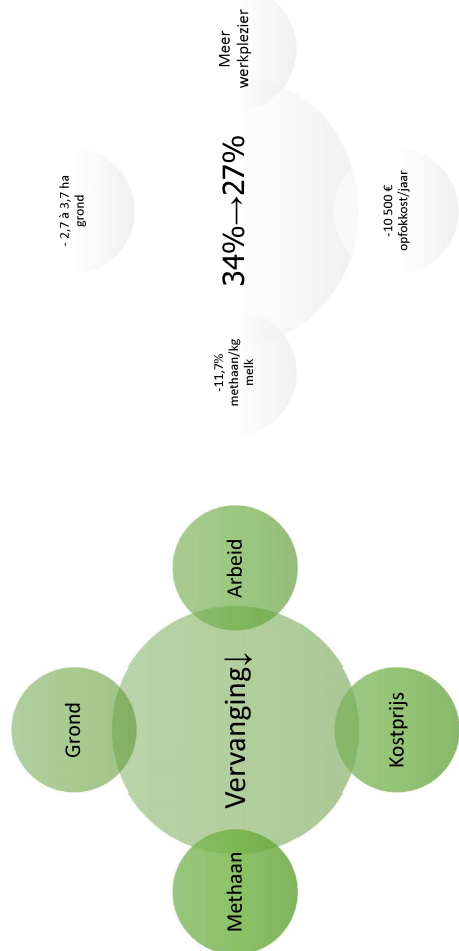 Grond
Methaan
Vervanging↓
Arbeid
Kostprijs
- 2,7 à 3,7 ha
grond
-11,7%
methaan/kg
melk
34%→27%
Meer
werkplezier
-10 500 €
opfokkost/jaar